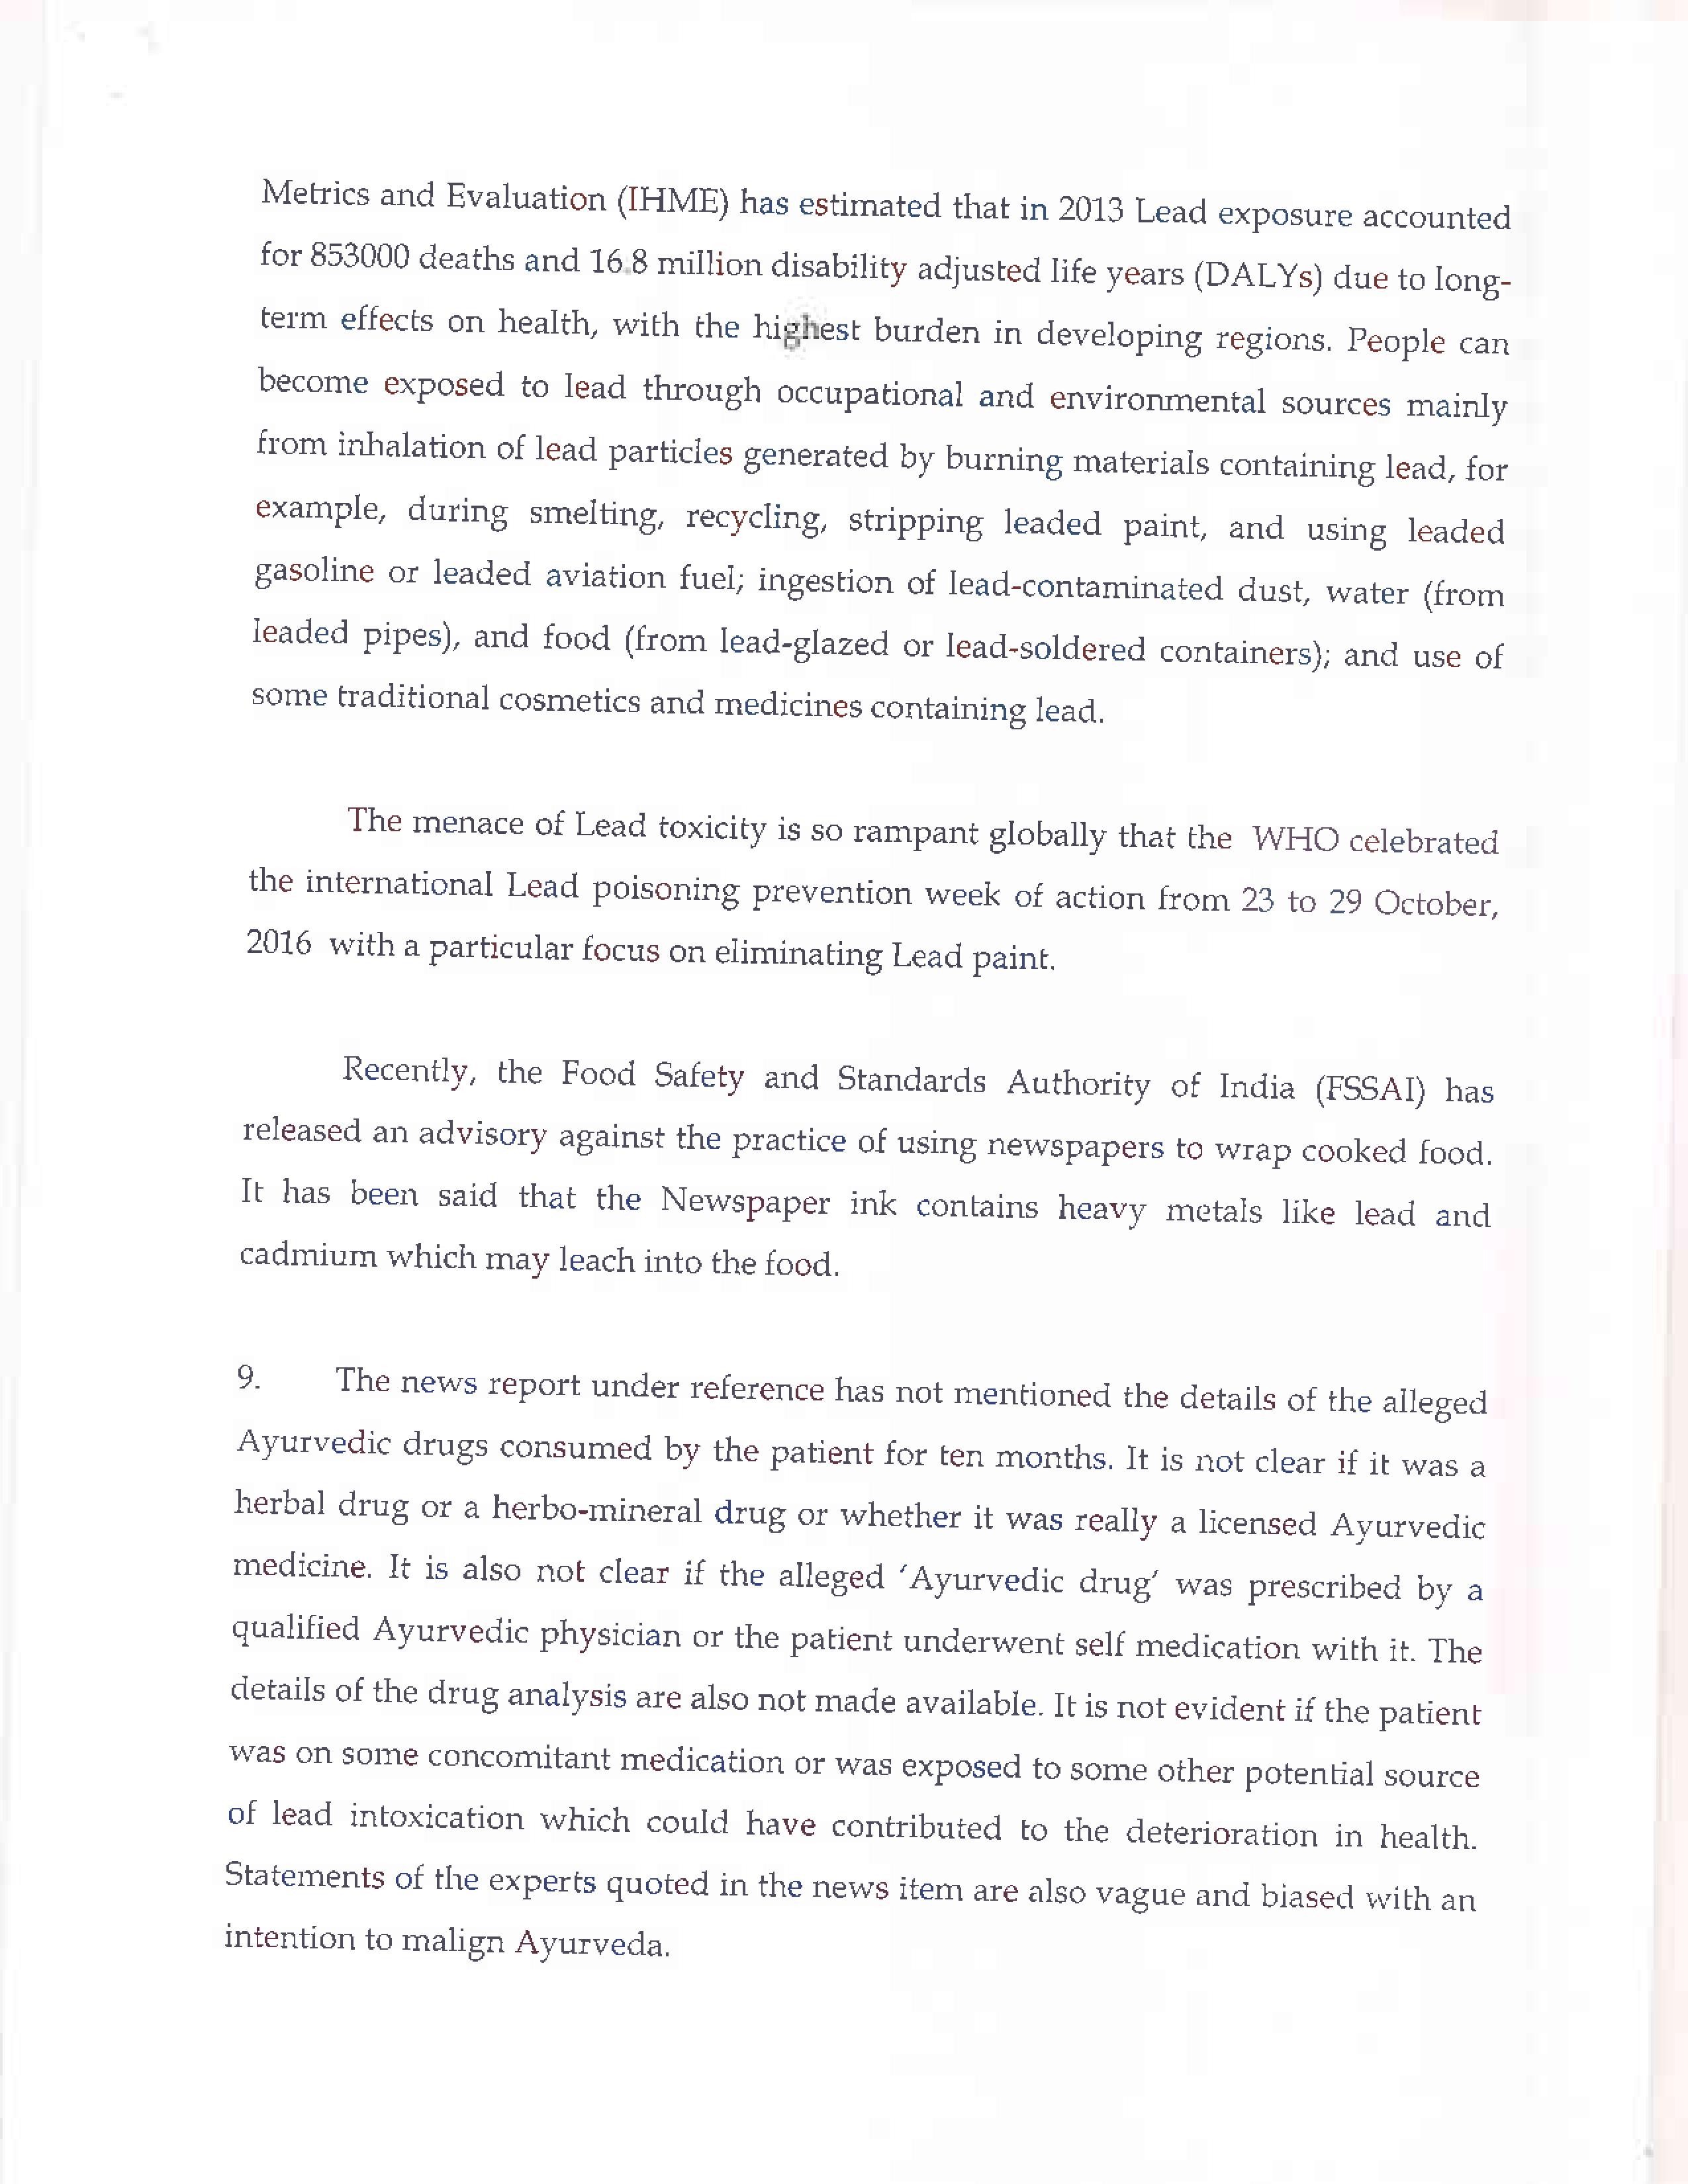 Metrics and Evaluation (IHME) has estimated that in 2013 Lead exposure accounted
for 853000 deaths and 16.8 million disability adjusted life years (DALYs) due to long-
term effects on health, with the highest burden in developing regions. People can
become exposed to lead through occupational and environmental sources mainly
from inhalation of lead particles generated by burning materials containing lead, for
example, during smelting, recycling, stripping leaded paint, and using leaded
gasoline or leaded aviation fuel; ingestion of lead-contaminated dust, water (from
leaded pipes), and food (from lead-glazed or lead-soldered containers); and use of
some traditional cosmetics and medicines containing lead.
The menace of Lead toxicity is so rampant globally that the WHO celebrated
the international Lead poisoning prevention week of action from 23 to 29 October,
2016 with a particular focus on eliminating Lead paint.
Recently, the Food Safety and Standards Authority of India (FSSAI) has
released an advisory against the practice of using newspapers to wrap cooked food.
It has been said that the Newspaper ink contains heavy metals like lead and
cadmium which may leach into the food.
9. The news report under reference has not mentioned the details of the alleged
Ayurvedic drugs consumed by the patient for ten months. It is not clear if it was a
herbal drug or a herbo-mineral drug or whether it was really a licensed Ayurvedic
medicine. It is also not clear if the alleged 'Ayurvedic drug' was prescribed by a
qualified Ayurvedic physician or the patient underwent self medication with it. The
details of the drug analysis are also not made available. It is not evident if the patient
was on some concomitant medication or was exposed to some other potential source
of lead intoxication which could have contributed to the deterioration in health.
Statements of the experts quoted in the news item are also vague and biased with an
intention to malign Ayurveda.